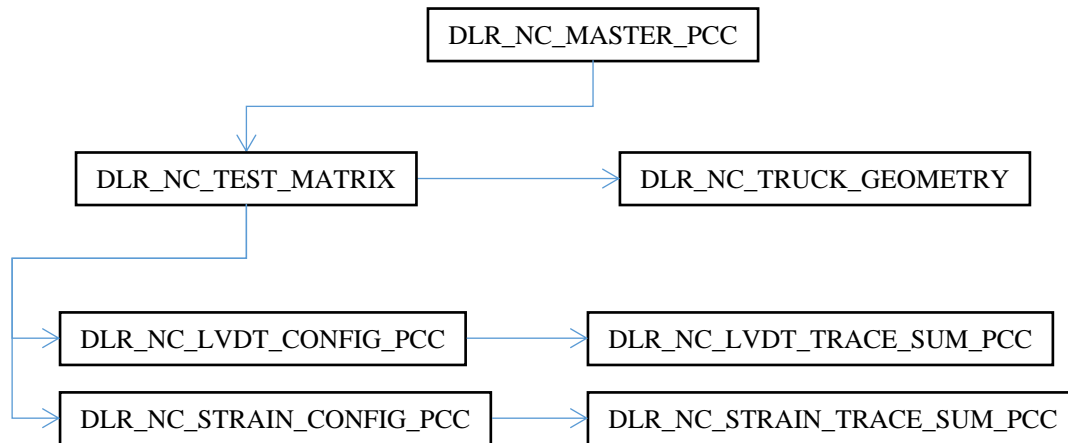 DLR_NC_MASTER_PCC
DLR_NC_TEST_MATRIX
DLR_NC_TRUCK_GEOMETRY
DLR_NC_LVDT_CONFIG_PCC
DLR_NC_LVDT_TRACE_SUM_PCC
DLR_NC_STRAIN_CONFIG_PCC
DLR_NC_STRAIN_TRACE_SUM_PCC